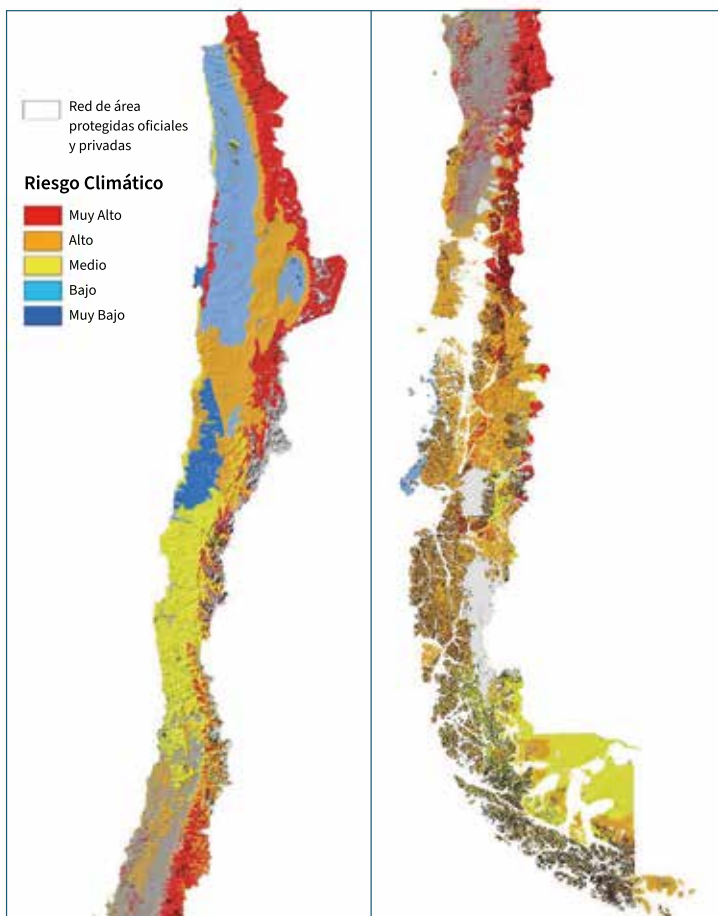 Red de área
protegidas oficiales
y privadas
Riesgo Climático
Muy Alto
Alto
Medio
Bajo
Muy Bajo